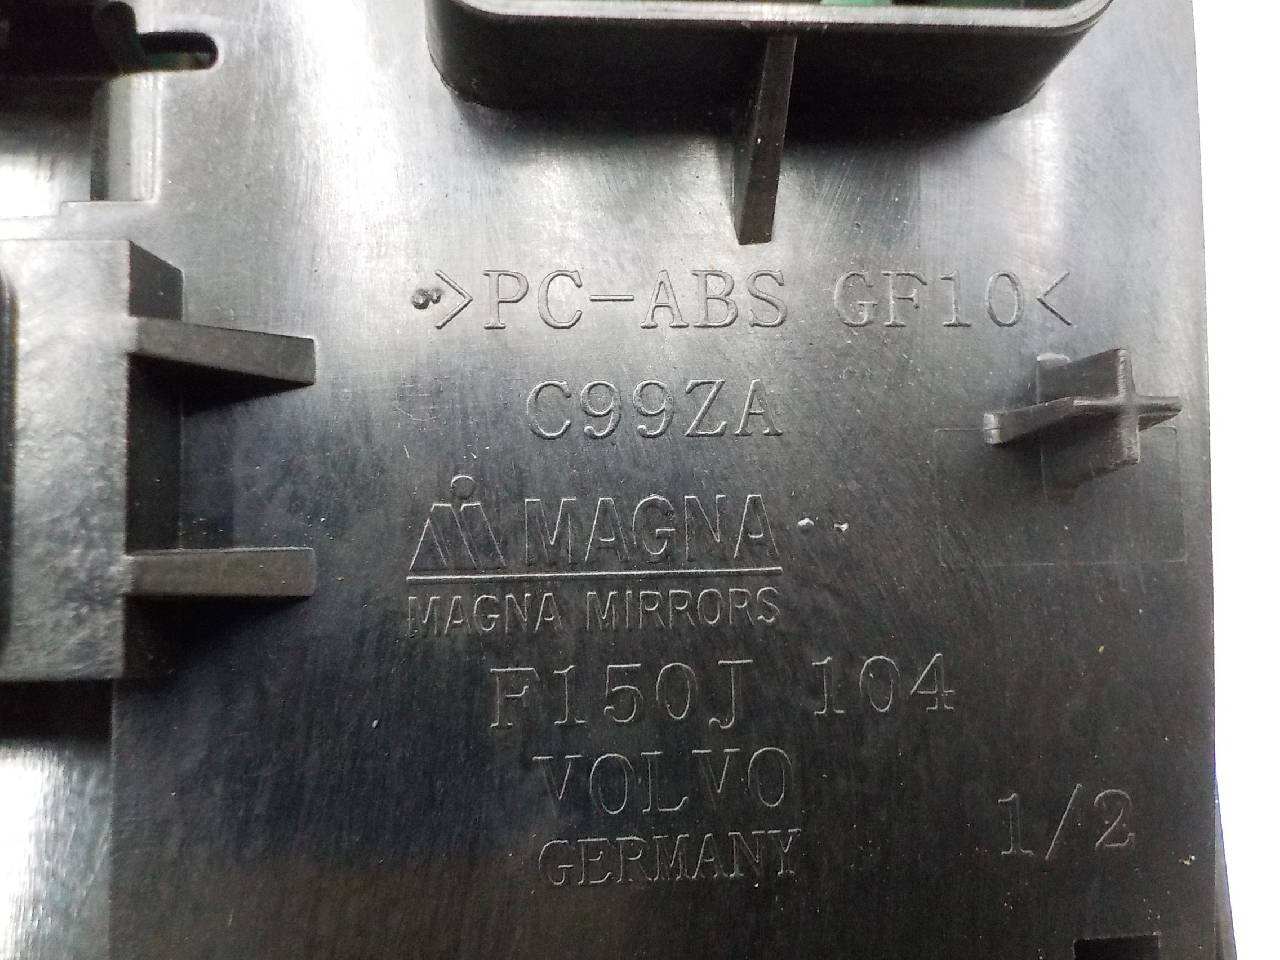 >PC-ABS GF10<
C99ZA
MAGNA
MAGNA MIRRORS
F150J 104
VOLVO
1/2
GERMANY